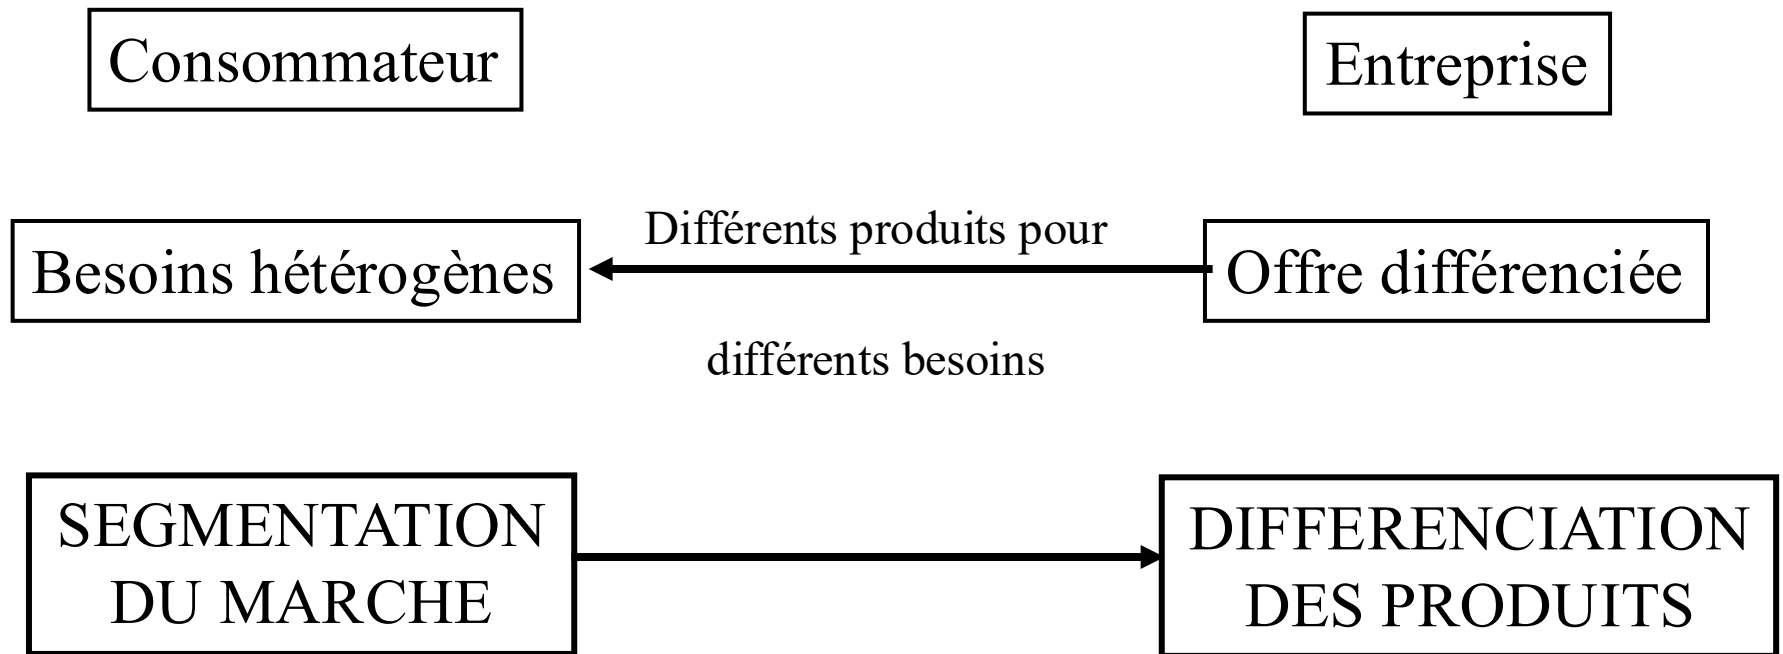 Consommateur
Entreprise
Différents produits pour
Besoins hétérogènes
Offre différenciée
différents besoins
SEGMENTATION
DU MARCHE
DIFFERENCIATION
DES PRODUITS